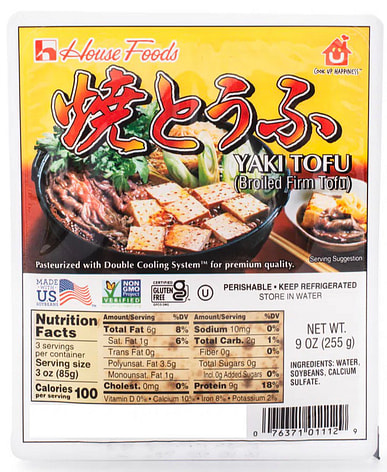 House Foods
COOK UP HAPPINESS™
焼とうふ
YAKI TOFU
(Broiled Firm Tofu)
(Serving Suggestion)
Pasteurized with Double Cooling System™ for premium quality.
MADE WITH US SOYBEANS
NON GMO Project VERIFIED
CERTIFIED GLUTEN FREE
U
PERISHABLE • KEEP REFRIGERATED
STORE IN WATER
Nutrition
Facts
3 servings
per container
Serving size
3 oz (85g)
Calories
per serving 100
Amount/Serving %DV
Total Fat 6g 8%
Sat. Fat 1g 6%
Trans Fat 0g
Polyunsat. Fat 3.5g
Monounsat. Fat 1g
Cholest. 0mg 0%
Amount/Serving %DV
Sodium 10mg 0%
Total Carb. 2g 1%
Fiber 0g 0%
Total Sugars 0g
Incl. 0g Added Sugars 0%
Protein 9g 18%
Vitamin D 0% • Calcium 10% • Iron 8% • Potassium 2%
NET WT.
9 OZ (255 g)
INGREDIENTS: WATER,
SOYBEANS, CALCIUM
SULFATE.
0 76371 01112 9